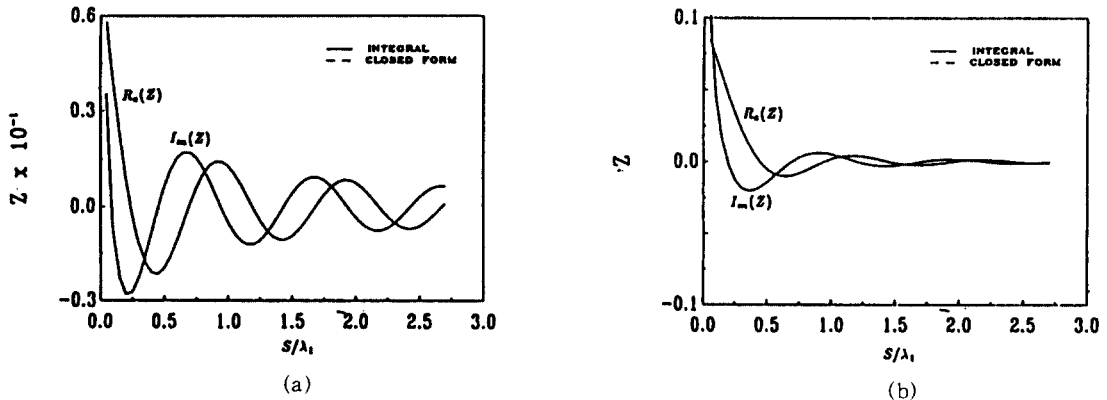 0.6
0.3
0.0
-0.3
Z x 10⁻¹
INTEGRAL
CLOSED FORM
Rₑ(Z)
Iₘ(Z)
0.0 0.5 1.0 1.5 2.0 2.5 3.0
S/λ₁
(a)
0.1
0.0
-0.1
Z
INTEGRAL
CLOSED FORM
Rₑ(Z)
Iₘ(Z)
0.0 0.5 1.0 1.5 2.0 2.5 3.0
S/λ₁
(b)